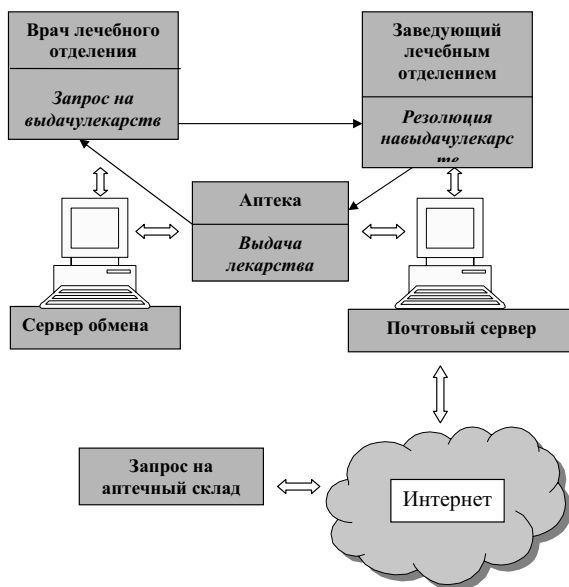 Врач лечебного
отделения
Запрос на
выдачулекарств
Заведующий
лечебным
отделением
Резолюция
навыдачулекарс
тв
Аптека
Выдача
лекарства
Сервер обмена
Почтовый сервер
Запрос на
аптечный склад
Интернет